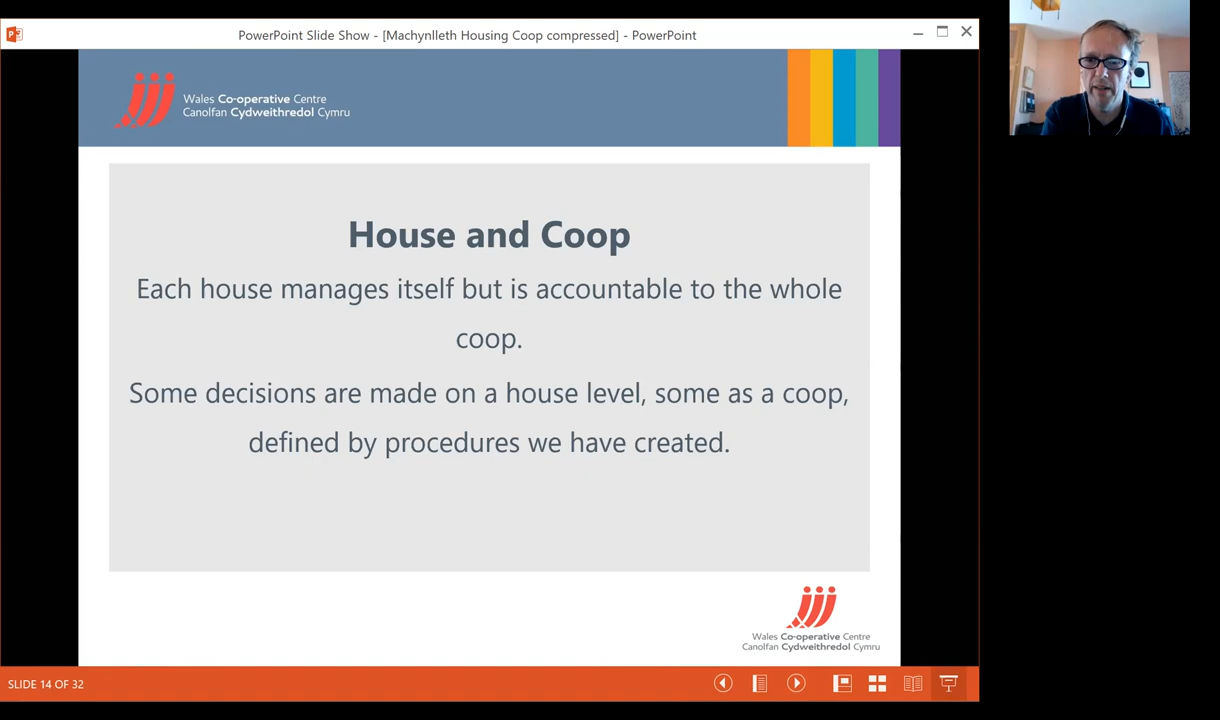 PowerPoint Slide Show - [Machynlleth Housing Coop compressed] - PowerPoint
Wales Co-operative Centre
Canolfan Cydweithredol Cymru
House and Coop
Each house manages itself but is accountable to the whole
coop.
Some decisions are made on a house level, some as a coop,
defined by procedures we have created.
Wales Co-operative Centre
Canolfan Cydweithredol Cymru
SLIDE 14 OF 32